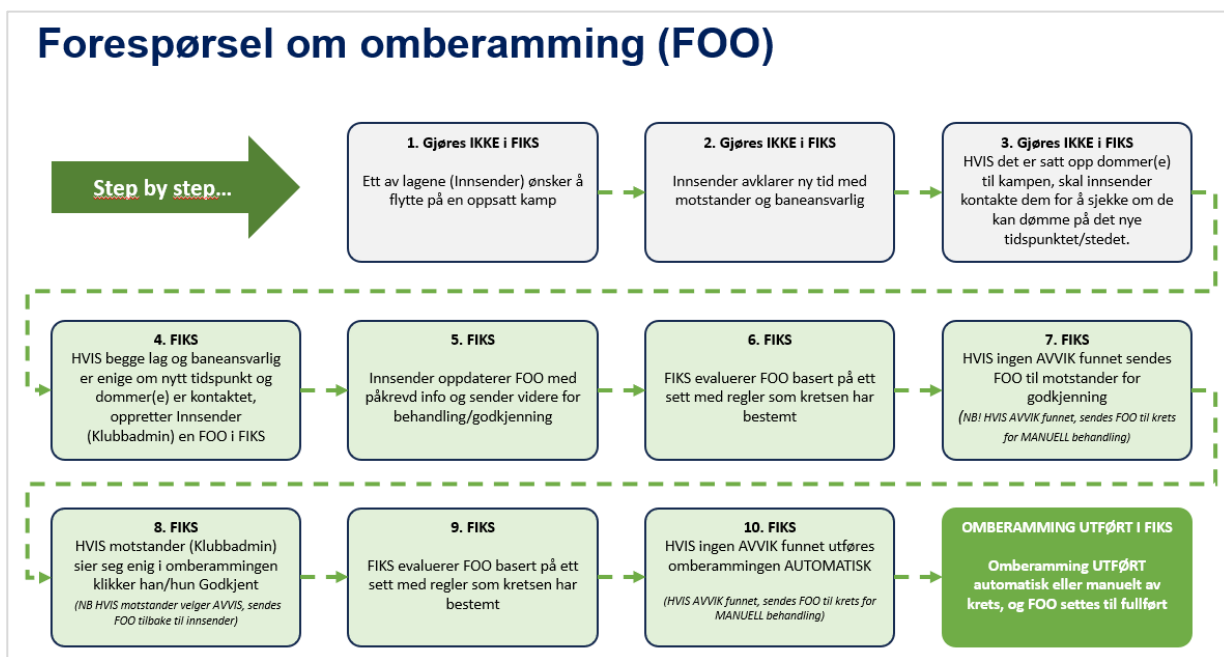 Forespørsel om omberamming (FOO)
Step by step…
1. Gjøres IKKE i FIKS
Ett av lagene (Innsender) ønsker å
flytte på en oppsatt kamp
2. Gjøres IKKE i FIKS
Innsender avklarer ny tid med
motstander og baneansvarlig
3. Gjøres IKKE i FIKS
HVIS det er satt opp dommer(e)
til kampen, skal innsender
kontakte dem for å sjekke om de
kan dømme på det nye
tidspunktet/stedet.
4. FIKS
HVIS begge lag og baneansvarlig
er enige om nytt tidspunkt og
dommer(e) er kontaktet,
oppretter Innsender
(Klubbadmin) en FOO i FIKS
5. FIKS
Innsender oppdaterer FOO med
påkrevd info og sender videre for
behandling/godkjenning
6. FIKS
FIKS evaluerer FOO basert på ett
sett med regler som kretsen har
bestemt
7. FIKS
HVIS ingen AVVIK funnet sendes
FOO til motstander for
godkjenning
(NB! HVIS AVVIK funnet, sendes FOO til krets
for MANUELL behandling)
8. FIKS
HVIS motstander (Klubbadmin)
sier seg enig i omberammingen
klikker han/hun Godkjent
(NB HVIS motstander velger AVVIS, sendes
FOO tilbake til innsender)
9. FIKS
FIKS evaluerer FOO basert på ett
sett med regler som kretsen har
bestemt
10. FIKS
HVIS ingen AVVIK funnet utføres
omberammingen AUTOMATISK
(HVIS AVVIK funnet, sendes FOO til krets for
MANUELL behandling)
OMBERAMMING UTFØRT I FIKS
Omberamming UTFØRT
automatisk eller manuelt av
krets, og FOO settes til fullført